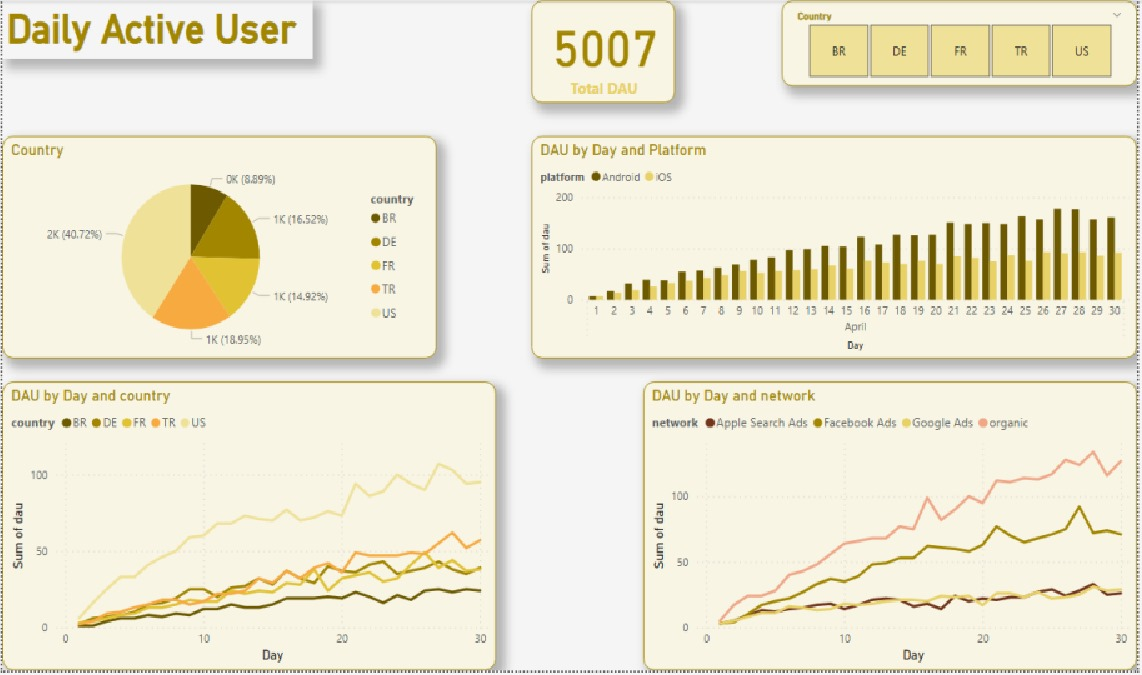 Daily Active User
5007
Total DAU
Country
BR DE FR TR US
Country
0K (8.89%)
1K (16.52%)
1K (14.92%)
1K (18.95%)
2K (40.72%)
country
BR
DE
FR
TR
US
DAU by Day and Platform
platform Android iOS
Sum of dau
200
100
0
1 2 3 4 5 6 7 8 9 10 11 12 13 14 15 16 17 18 19 20 21 22 23 24 25 26 27 28 29 30
April
Day
DAU by Day and country
country BR DE FR TR US
Sum of dau
100
50
0
0 10 20 30
Day
DAU by Day and network
network Apple Search Ads Facebook Ads Google Ads organic
Sum of dau
100
50
0
0 10 20 30
Day